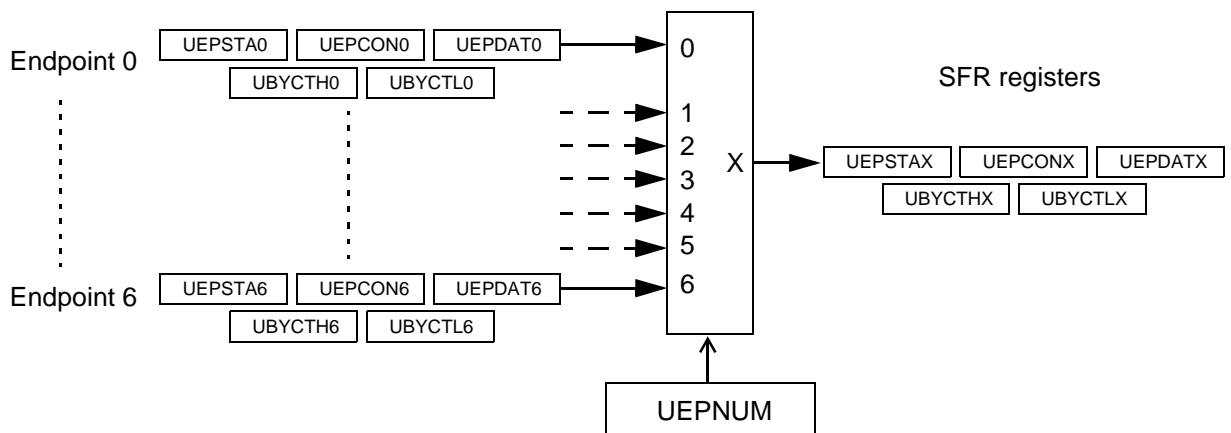 UEPSTA0 UEPCON0 UEPDAT0
Endpoint 0
UBYCTH0 UBYCTL0
0
SFR registers
1
2
3
4
5
6
X
UEPSTAX UEPCONX UEPDATX
UBYCTHX UBYCTLX
Endpoint 6
UEPSTA6 UEPCON6 UEPDAT6
UBYCTH6 UBYCTL6
UEPNUM